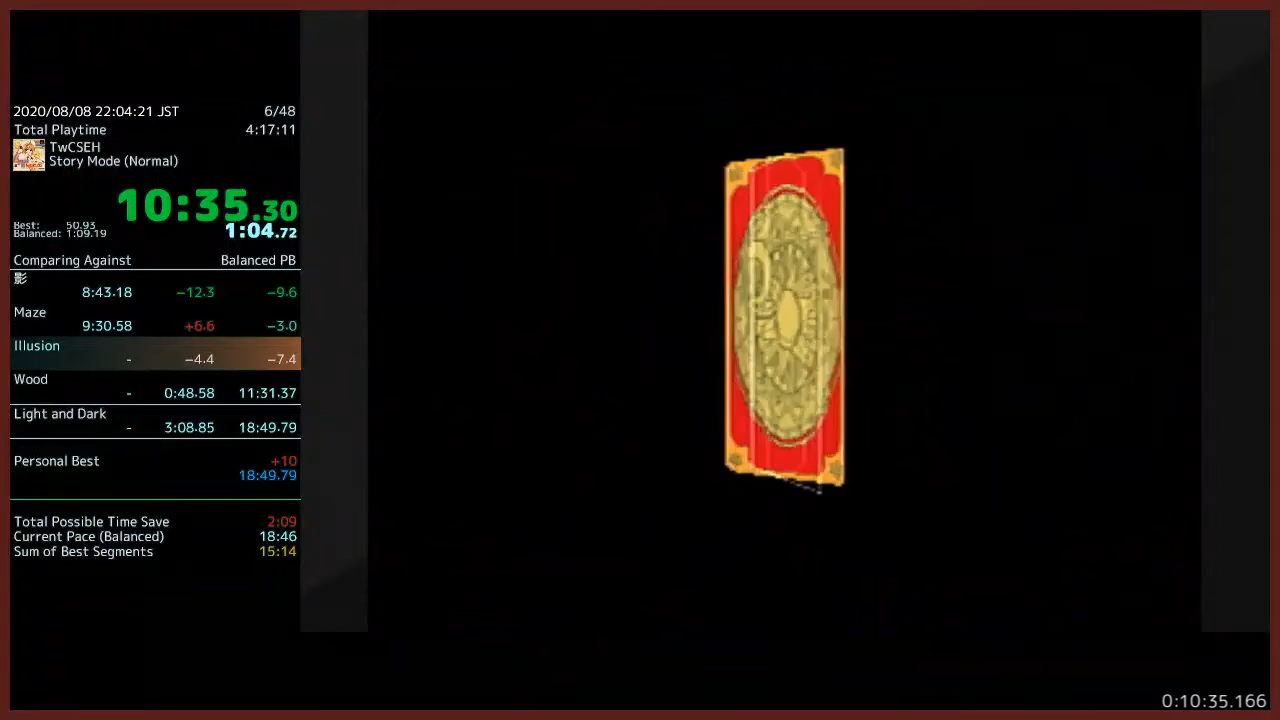 2020/08/08 22:04:21 JST 6/48
Total Playtime 4:17:11
TwCSEH
Story Mode (Normal)
10:35.30
Best: 50.93
Balanced: 1:09.19 1:04.72
Comparing Against Balanced PB
影
8:43.18 −12.3 −9.6
Maze
9:30.58 +6.6 −3.0
Illusion
- −4.4 −7.4
Wood
- 0:48.58 11:31.37
Light and Dark
- 3:08.85 18:49.79
Personal Best +10
18:49.79
Total Possible Time Save 2:09
Current Pace (Balanced) 18:46
Sum of Best Segments 15:14
0:10:35.166